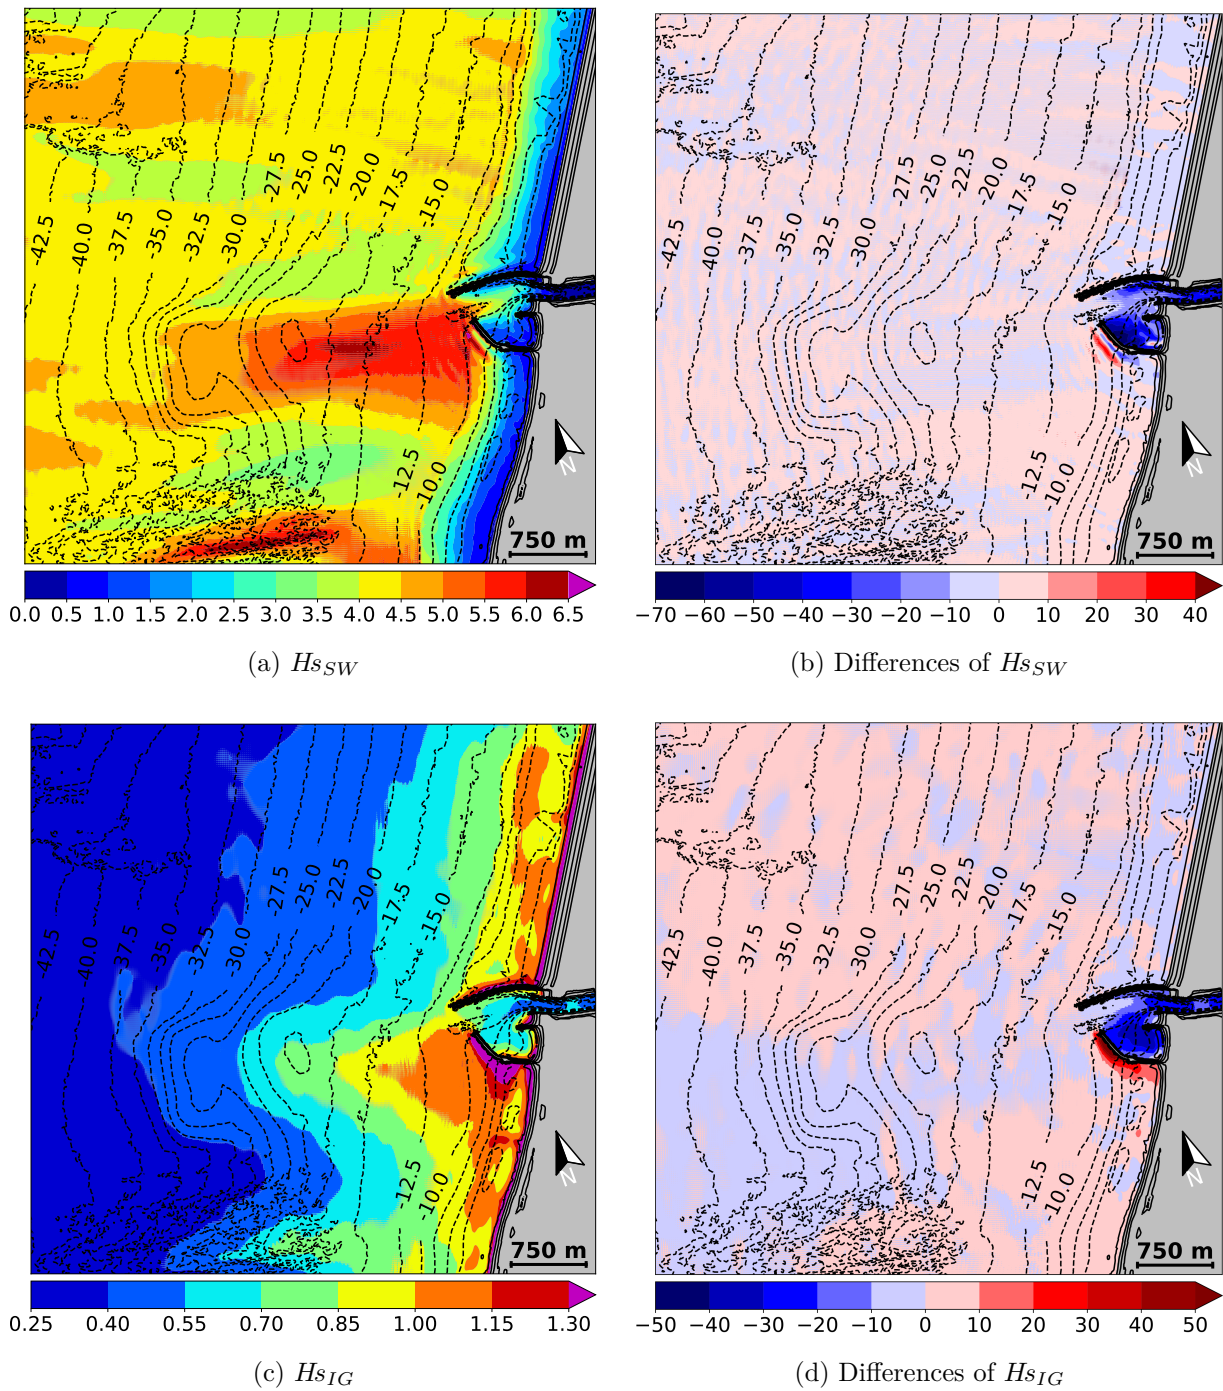 -27.5 -25.0 -22.5 -20.0 -17.5 -15.0
-42.5 -40.0 -37.5 -35.0 -32.5 -30.0
-12.5 -10.0
N
750 m
0.0 0.5 1.0 1.5 2.0 2.5 3.0 3.5 4.0 4.5 5.0 5.5 6.0 6.5
(a) HsSW
-27.5 -25.0 -22.5 -20.0 -17.5 -15.0
-42.5 -40.0 -37.5 -35.0 -32.5 -30.0
-12.5 -10.0
N
750 m
−70 −60 −50 −40 −30 −20 −10 0 10 20 30 40
(b) Differences of HsSW
-27.5 -25.0 -22.5 -20.0 -17.5 -15.0
-42.5 -40.0 -37.5 -35.0 -32.5 -30.0
-12.5 -10.0
N
750 m
0.25 0.40 0.55 0.70 0.85 1.00 1.15 1.30
(c) HsIG
-27.5 -25.0 -22.5 -20.0 -17.5 -15.0
-42.5 -40.0 -37.5 -35.0 -32.5 -30.0
-12.5 -10.0
N
750 m
−50 −40 −30 −20 −10 0 10 20 30 40 50
(d) Differences of HsIG